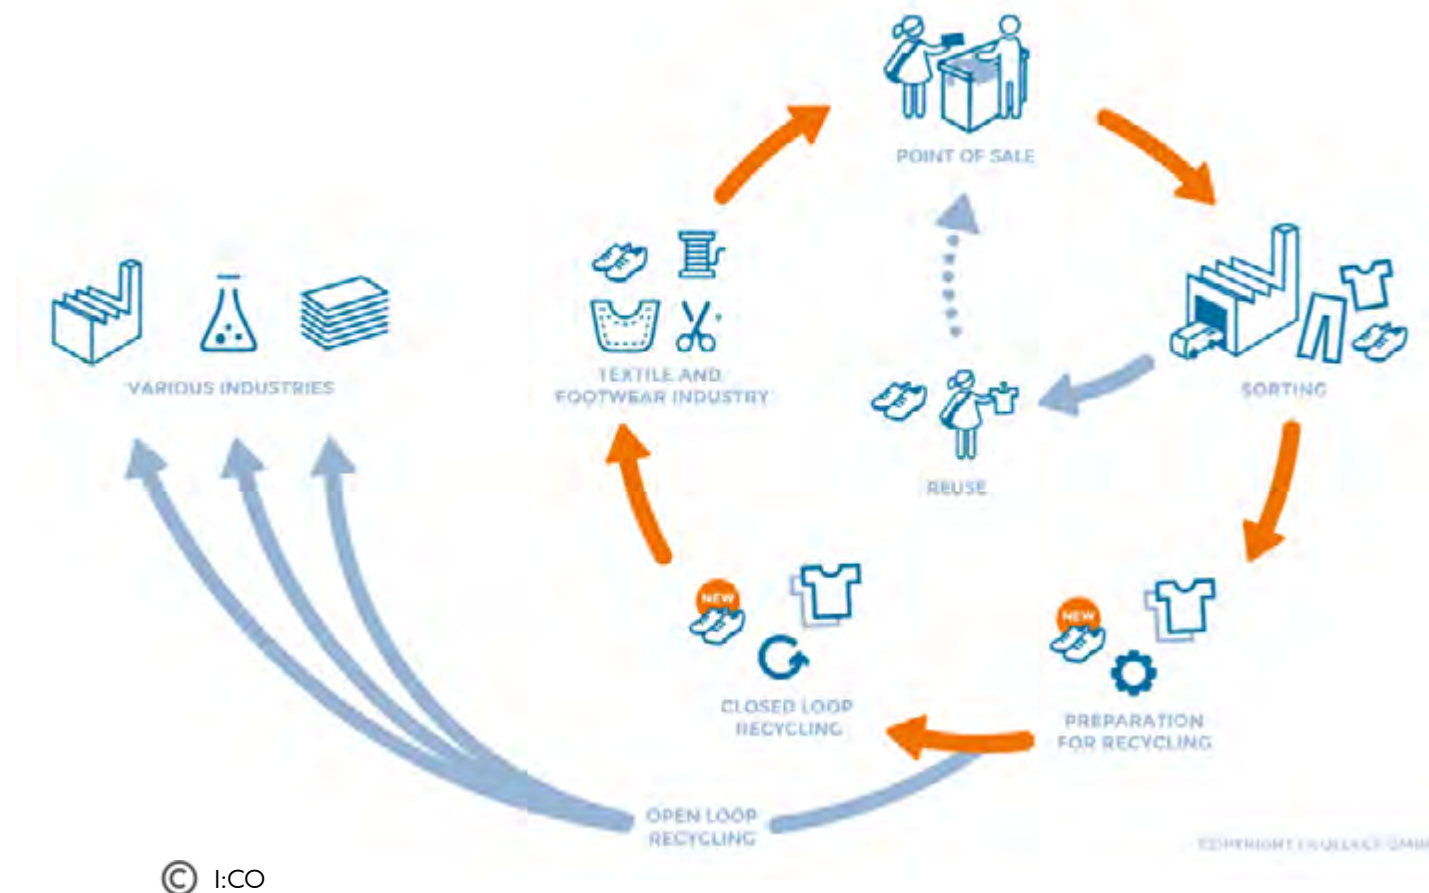 POINT OF SALE
VARIOUS INDUSTRIES
TEXTILE AND
FOOTWEAR INDUSTRY
SORTING
REUSE
NEW
CLOSED LOOP
RECYCLING
NEW
PREPARATION
FOR RECYCLING
OPEN LOOP
RECYCLING
COPYRIGHT
© I:CO